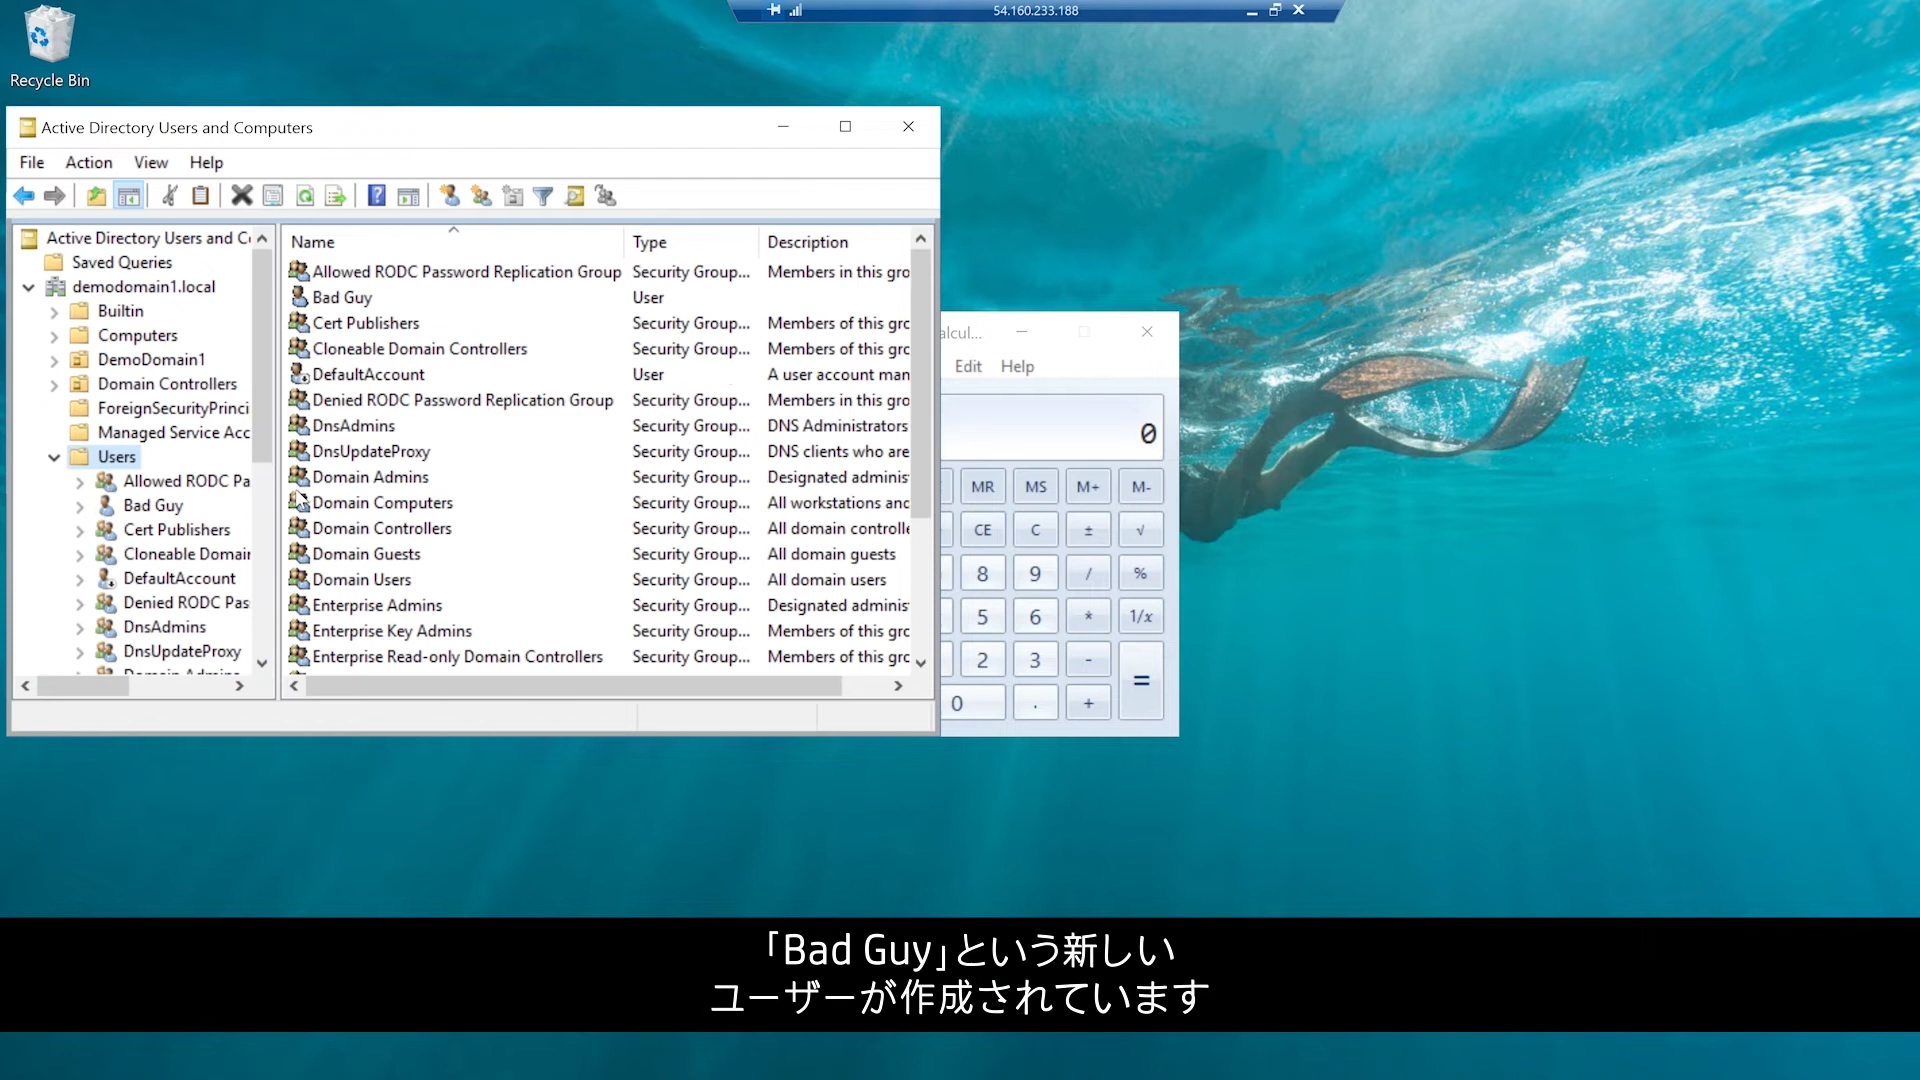 54.160.233.188
Recycle Bin
Active Directory Users and Computers
File Action View Help
Active Directory Users and C
Saved Queries
demodomain1.local
Builtin
Computers
DemoDomain1
Domain Controllers
ForeignSecurityPrinci
Managed Service Acc
Users
Allowed RODC Pa
Bad Guy
Cert Publishers
Cloneable Domain
DefaultAccount
Denied RODC Pas
DnsAdmins
DnsUpdateProxy
Domain Admins
Name Type Description
Allowed RODC Password Replication Group Security Group... Members in this gro
Bad Guy User
Cert Publishers Security Group... Members of this grc
Cloneable Domain Controllers Security Group... Members of this grc
DefaultAccount User A user account man
Denied RODC Password Replication Group Security Group... Members in this gro
DnsAdmins Security Group... DNS Administrators
DnsUpdateProxy Security Group... DNS clients who are
Domain Admins Security Group... Designated adminis
Domain Computers Security Group... All workstations and
Domain Controllers Security Group... All domain controlle
Domain Guests Security Group... All domain guests
Domain Users Security Group... All domain users
Enterprise Admins Security Group... Designated adminis
Enterprise Key Admins Security Group... Members of this grc
Enterprise Read-only Domain Controllers Security Group... Members of this grc
alcul...
Edit Help
0
MR MS M+ M-
CE C ± √
8 9 / %
5 6 * 1/x
2 3 - =
0 . +
「Bad Guy」という新しい
ユーザーが作成されています